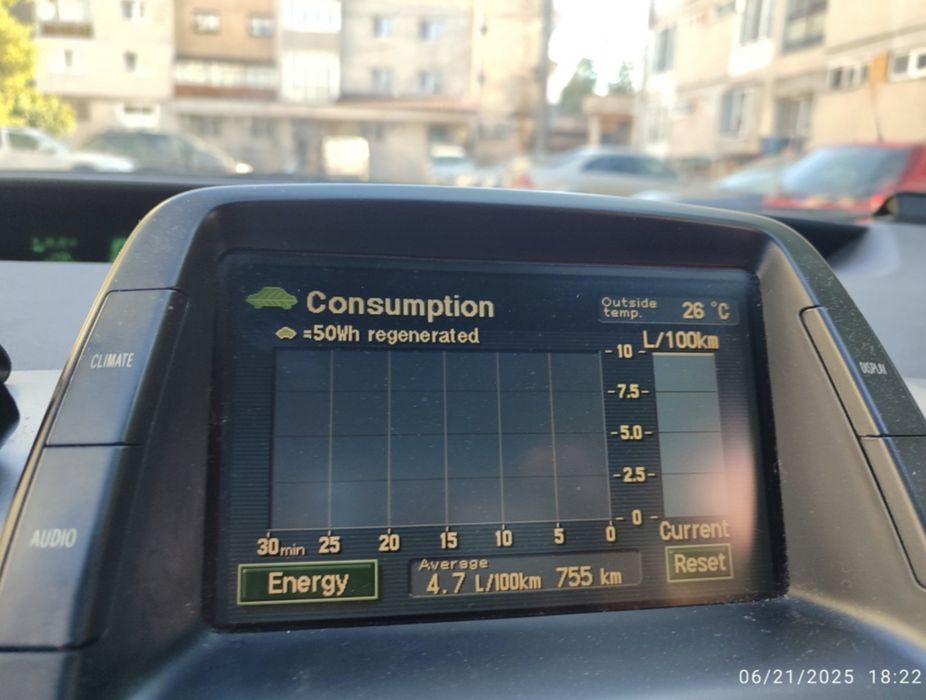 Consumption
Outside temp. 26 °C
=50Wh regenerated
L/100km
CLIMATE
DISPLAY
10
7.5
5.0
2.5
0
30min 25 20 15 10 5 0
Current
AUDIO
Energy
Average
4.7 L/100km 755 km
Reset
06/21/2025 18:22